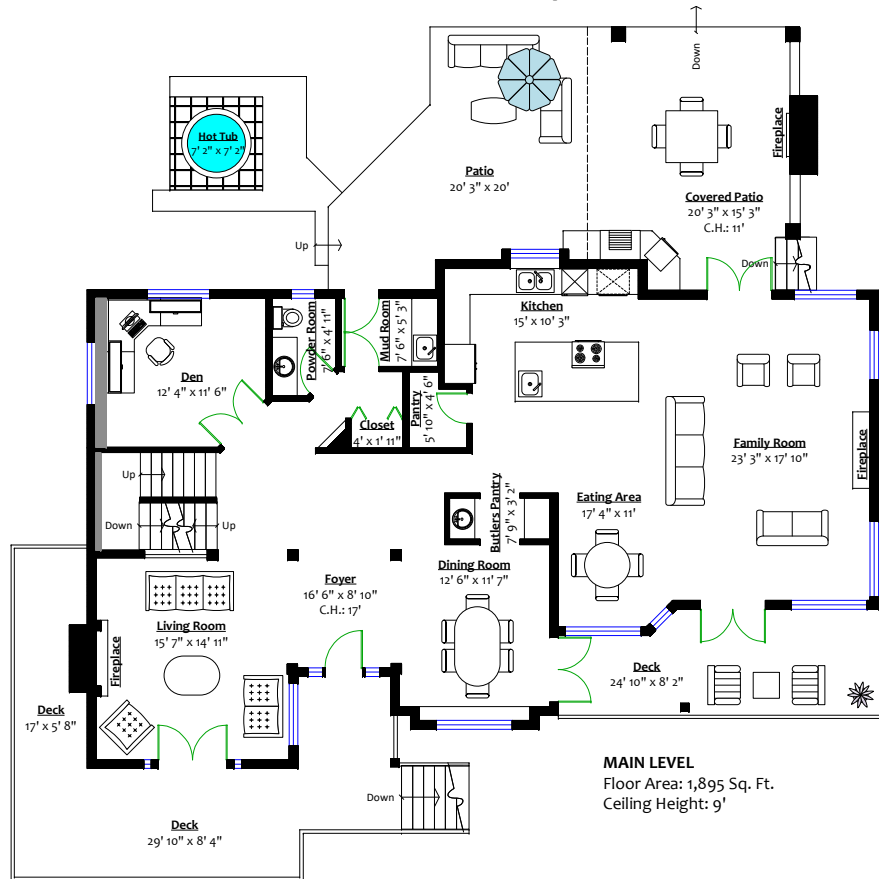 Down
Hot Tub
7' 2" x 7' 2"
Fireplace
Patio
20' 3" x 20'
Covered Patio
20' 3" x 15' 3"
C.H.: 11'
Up
Down
Kitchen
15' x 10' 3"
Powder Room
7' 6" x 4' 11"
Mud Room
7' 6" x 5' 3"
Den
12' 4" x 11' 6"
Pantry
5' 10" x 4' 6"
Closet
4' x 1' 11"
Family Room
23' 3" x 17' 10"
Fireplace
Up
Butlers Pantry
7' 9" x 3' 2"
Eating Area
17' 4" x 11'
Down
Up
Dining Room
12' 6" x 11' 7"
Foyer
16' 6" x 8' 10"
C.H.: 17'
Living Room
15' 7" x 14' 11"
Fireplace
Deck
24' 10" x 8' 2"
Deck
17' x 5' 8"
MAIN LEVEL
Floor Area: 1,895 Sq. Ft.
Ceiling Height: 9'
Down
Deck
29' 10" x 8' 4"